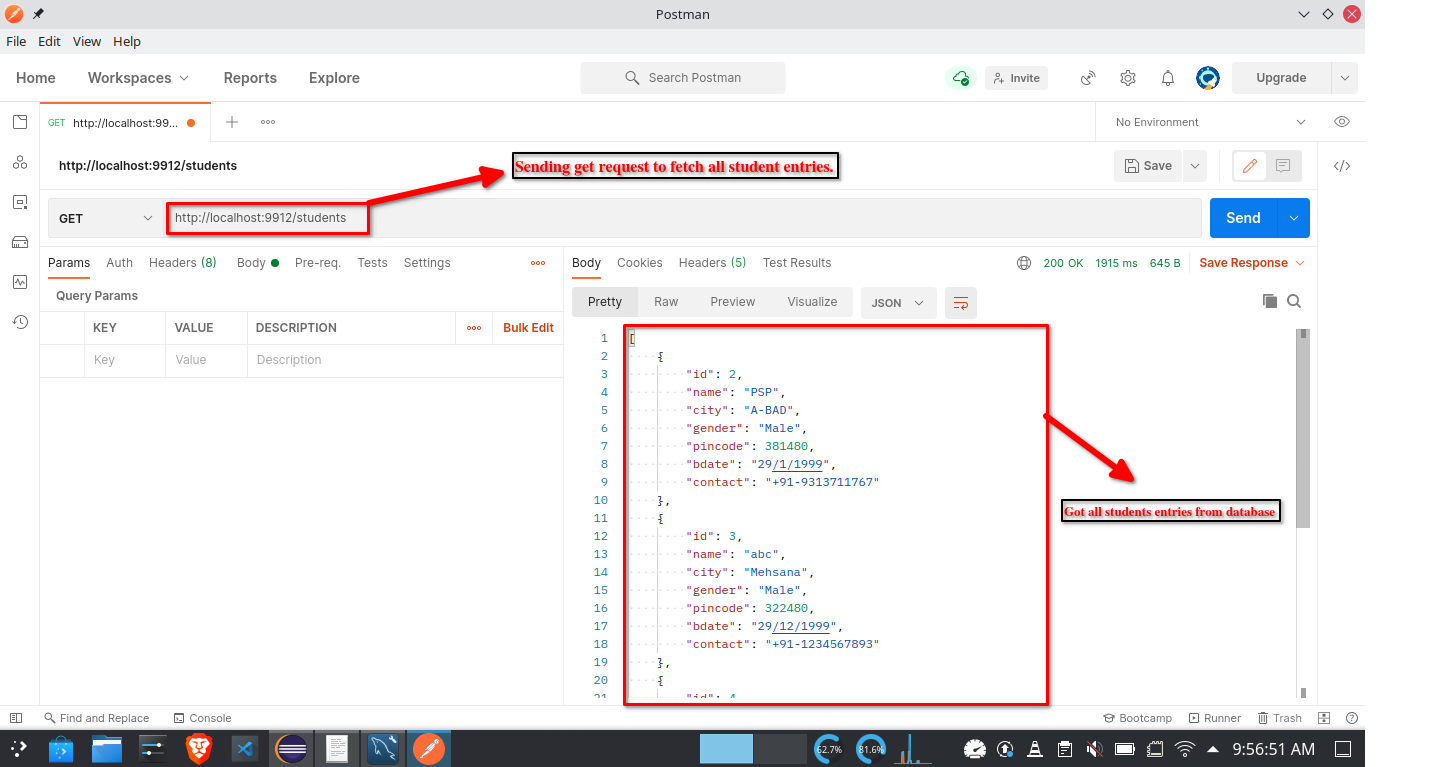 Postman
File Edit View Help
Home Workspaces Reports Explore Search Postman Invite Upgrade
GET http://localhost:99... No Environment
http://localhost:9912/students Sending get request to fetch all student entries. Save
GET http://localhost:9912/students Send
Params Auth Headers (8) Body Pre-req. Tests Settings
Query Params
KEY VALUE DESCRIPTION Bulk Edit
Key Value Description
Body Cookies Headers (5) Test Results 200 OK 1915 ms 645 B Save Response
Pretty Raw Preview Visualize JSON
1 [
2 {
3 "id": 2,
4 "name": "PSP",
5 "city": "A-BAD",
6 "gender": "Male",
7 "pincode": 381480,
8 "bdate": "29/1/1999",
9 "contact": "+91-9313711767"
10 },
11 {
12 "id": 3,
13 "name": "abc",
14 "city": "Mehsana",
15 "gender": "Male",
16 "pincode": 322480,
17 "bdate": "29/12/1999",
18 "contact": "+91-1234567893"
19 },
20 {
21 "id": 4
Got all students entries from database
Find and Replace Console Bootcamp Runner Trash
62.7% 81.6% 9:56:51 AM